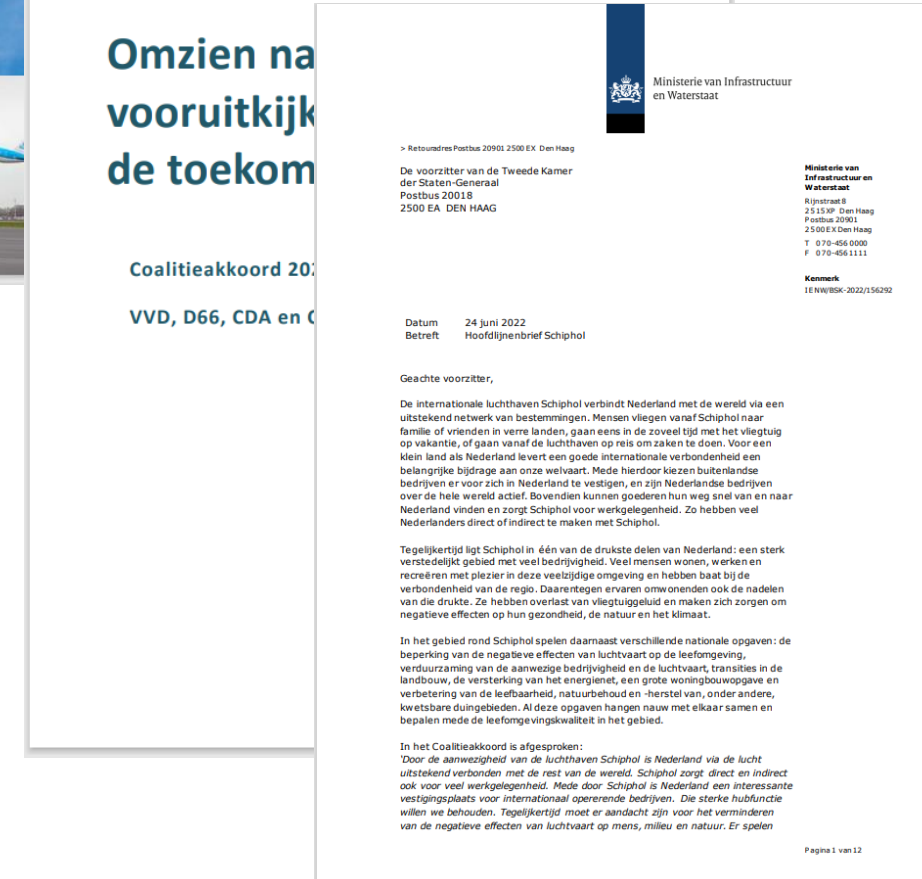 Omzien na
vooruitkijk
de toekom
Coalitieakkoord 202
VVD, D66, CDA en C
Ministerie van Infrastructuur
en Waterstaat
> Retouradres Postbus 20901 2500 EX Den Haag
De voorzitter van de Tweede Kamer
der Staten-Generaal
Postbus 20018
2500 EA DEN HAAG
Ministerie van
Infrastructuur en
Waterstaat
Rijnstraat 8
2515 XP Den Haag
Postbus 20901
2500 EX Den Haag
T 070-456 0000
F 070-456 1111
Kenmerk
IENW/BSK-2022/156292
Datum 24 juni 2022
Betreft Hoofdlijnenbrief Schiphol
Geachte voorzitter,
De internationale luchthaven Schiphol verbindt Nederland met de wereld via een
uitstekend netwerk van bestemmingen. Mensen vliegen vanaf Schiphol naar
familie of vrienden in verre landen, gaan eens in de zoveel tijd met het vliegtuig
op vakantie, of gaan vanaf de luchthaven op reis om zaken te doen. Voor een
klein land als Nederland levert een goede internationale verbondenheid een
belangrijke bijdrage aan onze welvaart. Mede hierdoor kiezen buitenlandse
bedrijven er voor zich in Nederland te vestigen, en zijn Nederlandse bedrijven
over de hele wereld actief. Bovendien kunnen goederen hun weg snel van en naar
Nederland vinden en zorgt Schiphol voor werkgelegenheid. Zo hebben veel
Nederlanders direct of indirect te maken met Schiphol.
Tegelijkertijd ligt Schiphol in één van de drukste delen van Nederland: een sterk
verstedelijkt gebied met veel bedrijvigheid. Veel mensen wonen, werken en
recreëren met plezier in deze veelzijdige omgeving en hebben baat bij de
verbondenheid van de regio. Daarentegen ervaren omwonenden ook de nadelen
van die drukte. Ze hebben overlast van vliegtuiggeluid en maken zich zorgen om
negatieve effecten op hun gezondheid, de natuur en het klimaat.
In het gebied rond Schiphol spelen daarnaast verschillende nationale opgaven: de
beperking van de negatieve effecten van luchtvaart op de leefomgeving,
verduurzaming van de aanwezige bedrijvigheid en de luchtvaart, transities in de
landbouw, de versterking van het energienet, een grote woningbouwopgave en
verbetering van de leefbaarheid, natuurbehoud en -herstel van, onder andere,
kwetsbare duingebieden. Al deze opgaven hangen nauw met elkaar samen en
bepalen mede de leefomgevingskwaliteit in het gebied.
In het Coalitieakkoord is afgesproken:
'Door de aanwezigheid van de luchthaven Schiphol is Nederland via de lucht
uitstekend verbonden met de rest van de wereld. Schiphol zorgt direct en indirect
ook voor veel werkgelegenheid. Mede door Schiphol is Nederland een interessante
vestigingsplaats voor internationaal opererende bedrijven. Die sterke hubfunctie
willen we behouden. Tegelijkertijd moet er aandacht zijn voor het verminderen
van de negatieve effecten van luchtvaart op mens, milieu en natuur. Er spelen
Pagina 1 van 12